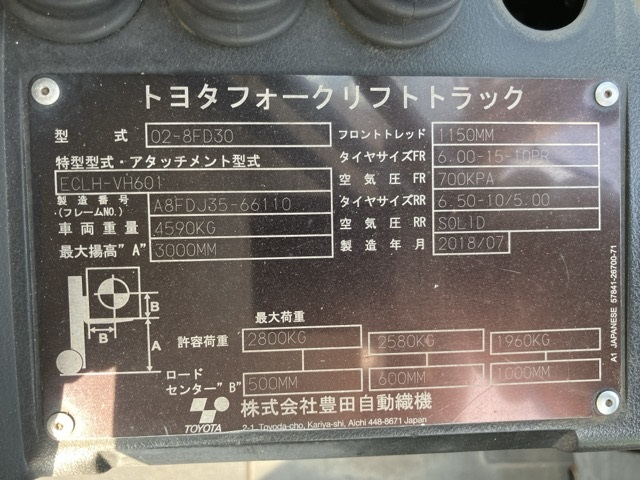 トヨタフォークリフトトラック
型式 02-8FD30 フロントトレッド 1150MM
特型型式・アタッチメント型式 タイヤサイズFR 6.00-15-10PR
ECLH-VH601 空気圧FR 700KPA
製造番号(フレームNO.) A8FDJ35-66110 タイヤサイズRR 6.50-10/5.00
車両重量 4590KG 空気圧RR SOLID
最大揚高"A" 3000MM 製造年月 2018/07
B
B
A
最大荷重
許容荷重 2800KG 2580KG 1960KG
ロードセンター"B" 500MM 600MM 1000MM
TOYOTA 株式会社豊田自動織機
2-1, Toyoda-cho, Kariya-shi, Aichi 448-8671 Japan
A1 JAPANESE 57641-26700-71